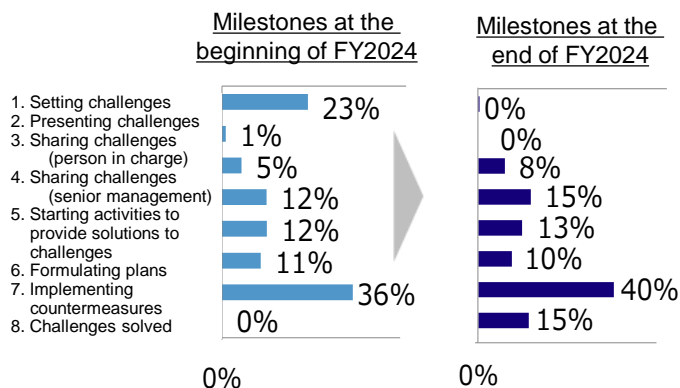 Milestones at the
beginning of FY2024
Milestones at the
end of FY2024
1. Setting challenges
2. Presenting challenges
3. Sharing challenges
(person in charge)
4. Sharing challenges
(senior management)
5. Starting activities to
provide solutions to
challenges
6. Formulating plans
7. Implementing
countermeasures
8. Challenges solved
23%
1%
5%
12%
12%
11%
36%
0%
0%
0%
0%
8%
15%
13%
10%
40%
15%
0%